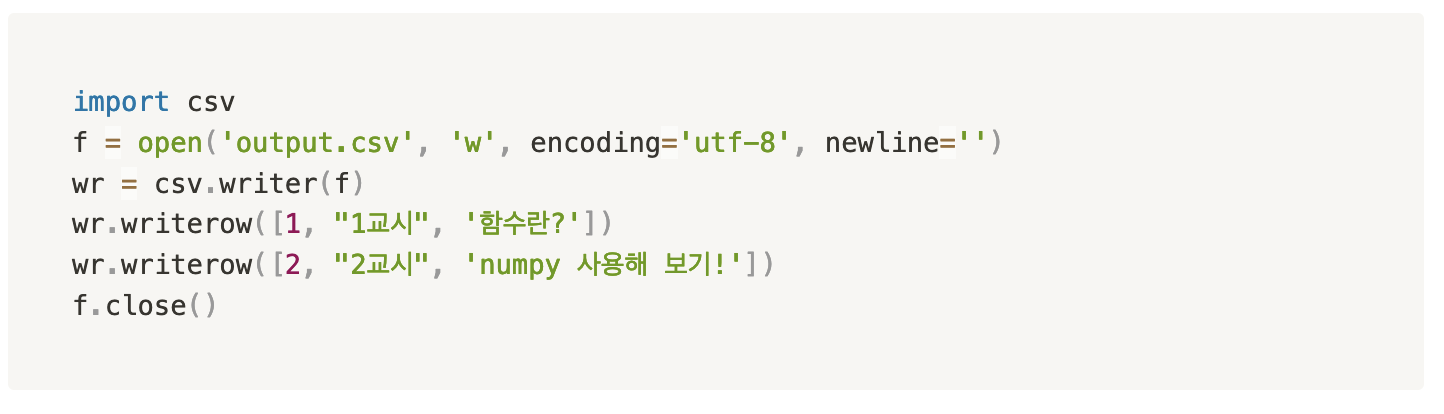 import csv
f = open('output.csv', 'w', encoding='utf-8', newline='')
wr = csv.writer(f)
wr.writerow([1, "1교시", '함수란?'])
wr.writerow([2, "2교시", 'numpy 사용해 보기!'])
f.close()